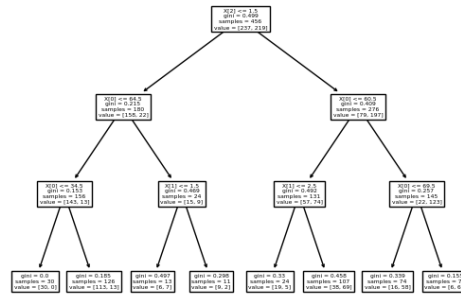 X[2] <= 1.5
gini = 0.499
samples = 456
value = [237, 219]
X[0] <= 64.5
gini = 0.215
samples = 180
value = [158, 22]
X[0] <= 60.5
gini = 0.409
samples = 276
value = [79, 197]
X[0] <= 34.5
gini = 0.153
samples = 156
value = [143, 13]
X[1] <= 1.5
gini = 0.469
samples = 24
value = [15, 9]
X[1] <= 2.5
gini = 0.492
samples = 131
value = [57, 74]
X[0] <= 69.5
gini = 0.257
samples = 145
value = [22, 123]
gini = 0.0
samples = 30
value = [30, 0]
gini = 0.185
samples = 126
value = [113, 13]
gini = 0.497
samples = 13
value = [6, 7]
gini = 0.298
samples = 11
value = [9, 2]
gini = 0.33
samples = 24
value = [19, 5]
gini = 0.458
samples = 107
value = [38, 69]
gini = 0.339
samples = 74
value = [16, 58]
gini =
samples =
value = [6,